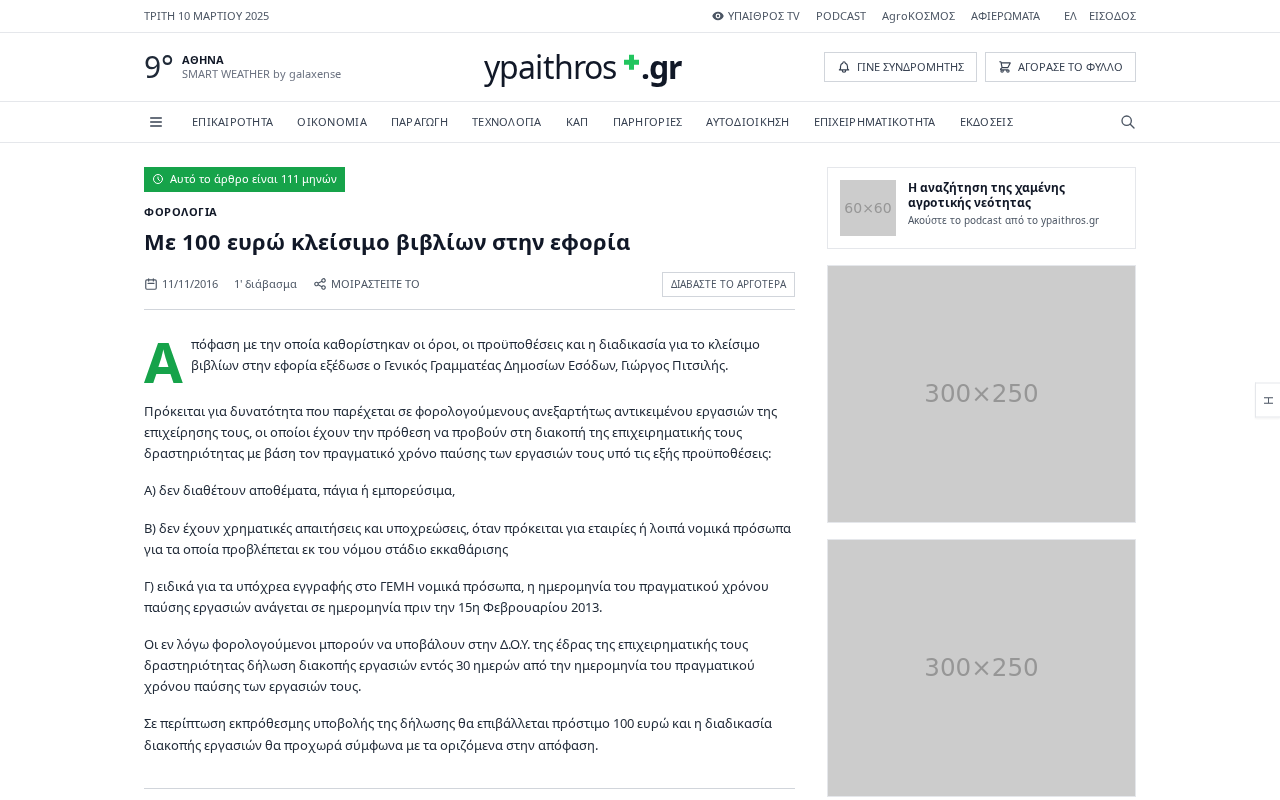 ΤΡΙΤΗ 10 ΜΑΡΤΙΟΥ 2025
ΥΠΑΙΘΡΟΣ TV PODCAST AgroΚΟΣΜΟΣ ΑΦΙΕΡΩΜΑΤΑ ΕΛ ΕΙΣΟΔΟΣ
9° ΑΘΗΝΑ
SMART WEATHER by galaxense
ypaithros+.gr
ΓΙΝΕ ΣΥΝΔΡΟΜΗΤΗΣ ΑΓΟΡΑΣΕ ΤΟ ΦΥΛΛΟ
ΕΠΙΚΑΙΡΟΤΗΤΑ ΟΙΚΟΝΟΜΙΑ ΠΑΡΑΓΩΓΗ ΤΕΧΝΟΛΟΓΙΑ ΚΑΠ ΠΑΡΗΓΟΡΙΕΣ ΑΥΤΟΔΙΟΙΚΗΣΗ ΕΠΙΧΕΙΡΗΜΑΤΙΚΟΤΗΤΑ ΕΚΔΟΣΕΙΣ
Αυτό το άρθρο είναι 111 μηνών
ΦΟΡΟΛΟΓΙΑ
Με 100 ευρώ κλείσιμο βιβλίων στην εφορία
11/11/2016 1' διάβασμα ΜΟΙΡΑΣΤΕΙΤΕ ΤΟ ΔΙΑΒΑΣΤΕ ΤΟ ΑΡΓΟΤΕΡΑ
Απόφαση με την οποία καθορίστηκαν οι όροι, οι προϋποθέσεις και η διαδικασία για το κλείσιμο
βιβλίων στην εφορία εξέδωσε ο Γενικός Γραμματέας Δημοσίων Εσόδων, Γιώργος Πιτσιλής.
Πρόκειται για δυνατότητα που παρέχεται σε φορολογούμενους ανεξαρτήτως αντικειμένου εργασιών της
επιχείρησης τους, οι οποίοι έχουν την πρόθεση να προβούν στη διακοπή της επιχειρηματικής τους
δραστηριότητας με βάση τον πραγματικό χρόνο παύσης των εργασιών τους υπό τις εξής προϋποθέσεις:
Α) δεν διαθέτουν αποθέματα, πάγια ή εμπορεύσιμα,
Β) δεν έχουν χρηματικές απαιτήσεις και υποχρεώσεις, όταν πρόκειται για εταιρίες ή λοιπά νομικά πρόσωπα
για τα οποία προβλέπεται εκ του νόμου στάδιο εκκαθάρισης
Γ) ειδικά για τα υπόχρεα εγγραφής στο ΓΕΜΗ νομικά πρόσωπα, η ημερομηνία του πραγματικού χρόνου
παύσης εργασιών ανάγεται σε ημερομηνία πριν την 15η Φεβρουαρίου 2013.
Οι εν λόγω φορολογούμενοι μπορούν να υποβάλουν στην Δ.Ο.Υ. της έδρας της επιχειρηματικής τους
δραστηριότητας δήλωση διακοπής εργασιών εντός 30 ημερών από την ημερομηνία του πραγματικού
χρόνου παύσης των εργασιών τους.
Σε περίπτωση εκπρόθεσμης υποβολής της δήλωσης θα επιβάλλεται πρόστιμο 100 ευρώ και η διαδικασία
διακοπής εργασιών θα προχωρά σύμφωνα με τα οριζόμενα στην απόφαση.
60×60
Η αναζήτηση της χαμένης
αγροτικής νεότητας
Ακούστε το podcast από το ypaithros.gr
300×250
300×250
Η